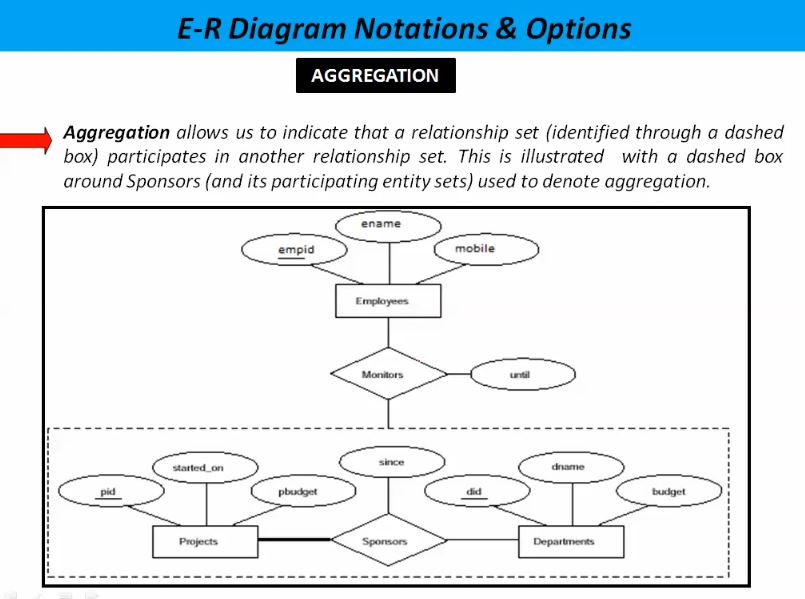 E-R Diagram Notations & Options
AGGREGATION
Aggregation allows us to indicate that a relationship set (identified through a dashed
box) participates in another relationship set. This is illustrated with a dashed box
around Sponsors (and its participating entity sets) used to denote aggregation.
ename
empid
mobile
Employees
Monitors
until
since
started_on
dname
pid
pbudget
did
budget
Projects
Sponsors
Departments